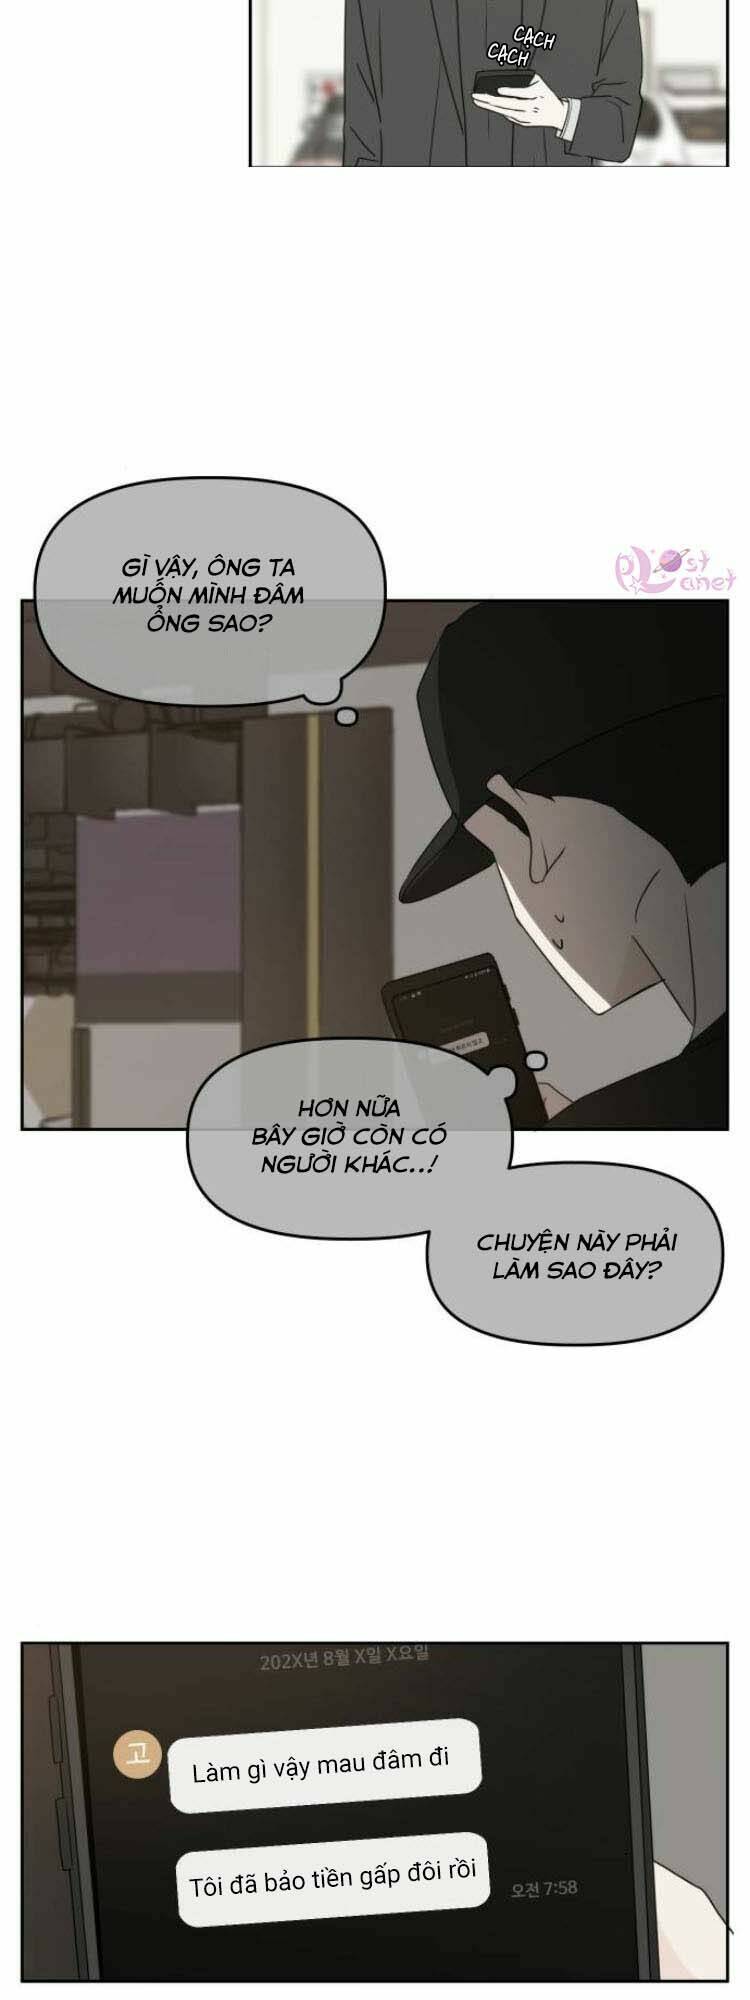 CẠCH
CẠCH
GÌ VẬY, ÔNG TA
MUỐN MÌNH ĐÂM
ỔNG SAO?
Lost
Planet
HƠN NỮA
BÂY GIỜ CÒN CÓ
NGƯỜI KHÁC..!
CHUYỆN NÀY PHẢI
LÀM SAO ĐÂY?
202X년 8월 X일 X요일
고
Làm gì vậy mau đâm đi
Tôi đã bảo tiền gấp đôi rồi
오전 7:58